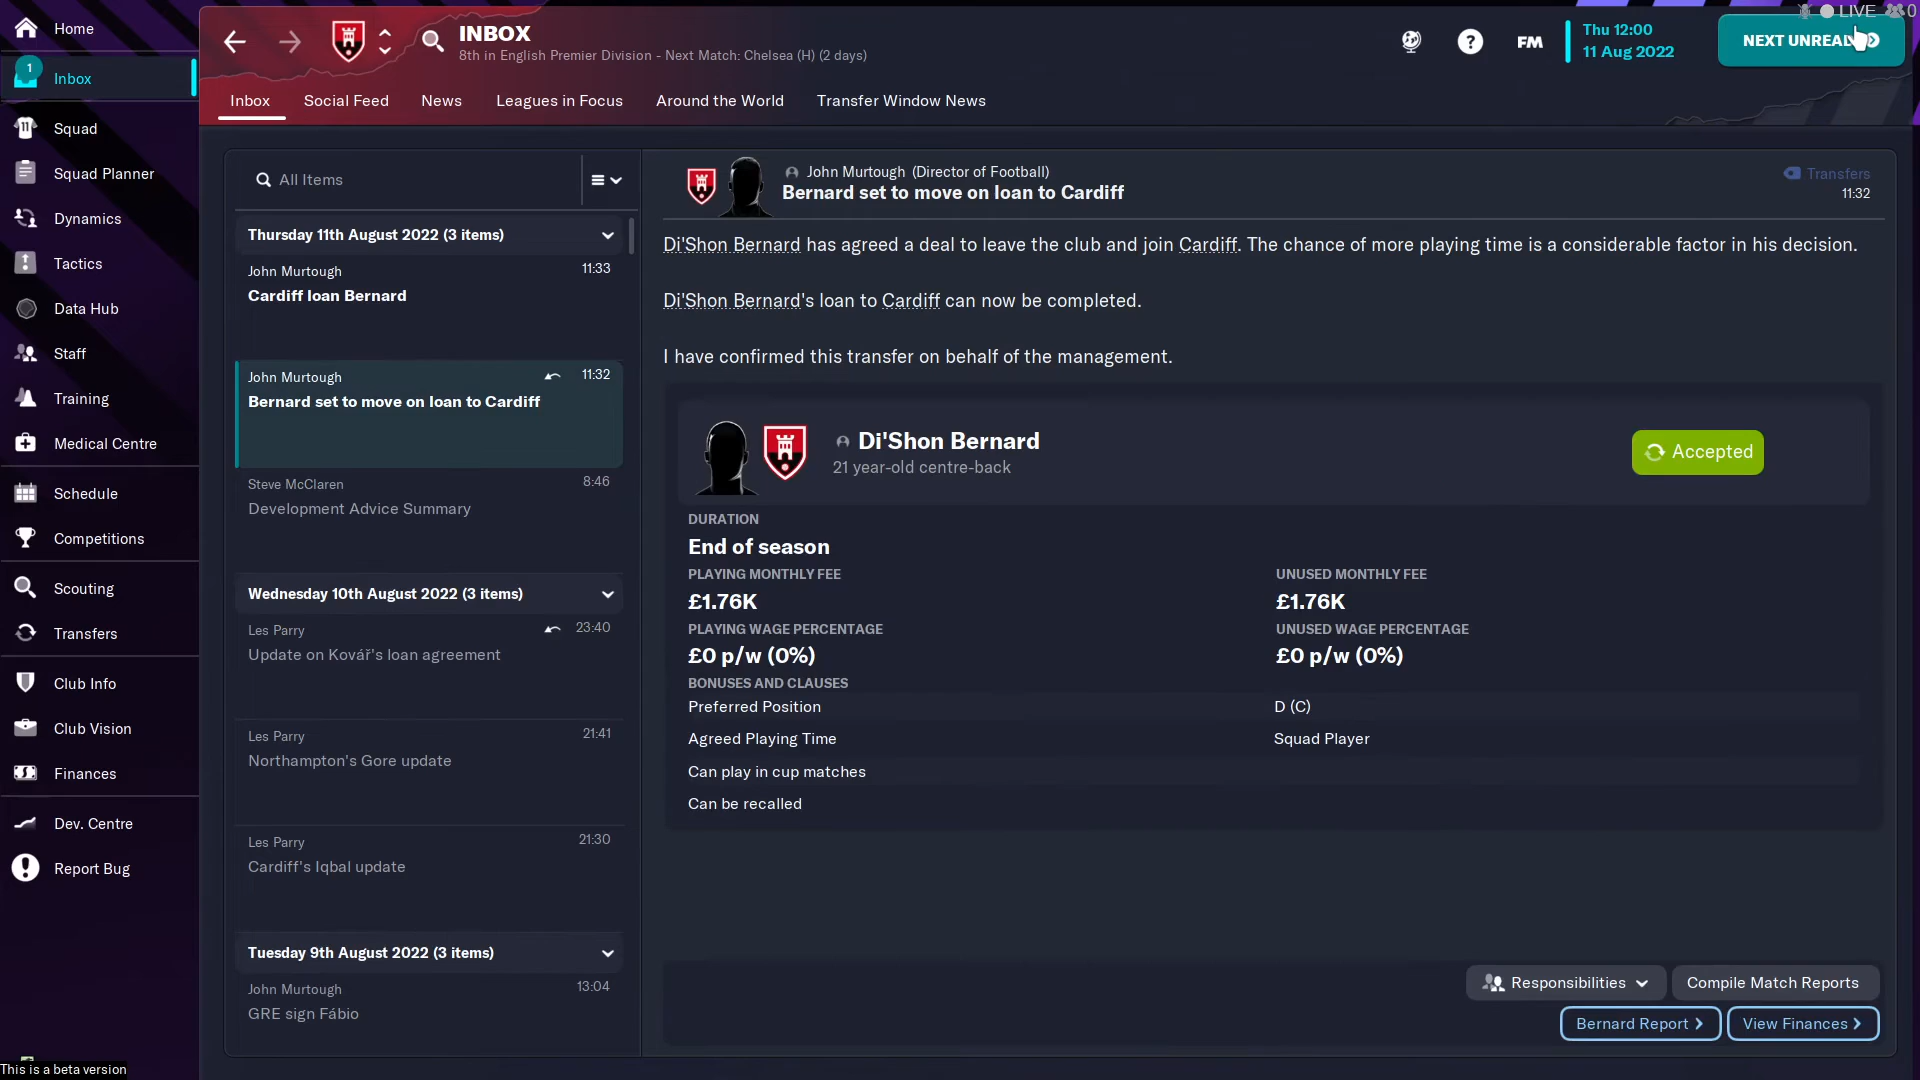 Home
1
Inbox
Squad
Squad Planner
Dynamics
Tactics
Data Hub
Staff
Training
Medical Centre
Schedule
Competitions
Scouting
Transfers
Club Info
Club Vision
Finances
Dev. Centre
Report Bug
This is a beta version
INBOX
8th in English Premier Division - Next Match: Chelsea (H) (2 days)
FM
Thu 12:00
11 Aug 2022
LIVE 0
NEXT UNREAD
Inbox Social Feed News Leagues in Focus Around the World Transfer Window News
All Items
Thursday 11th August 2022 (3 items)
John Murtough 11:33
Cardiff loan Bernard
John Murtough 11:32
Bernard set to move on loan to Cardiff
Steve McClaren 8:46
Development Advice Summary
Wednesday 10th August 2022 (3 items)
Les Parry 23:40
Update on Kovář's loan agreement
Les Parry 21:41
Northampton's Gore update
Les Parry 21:30
Cardiff's Iqbal update
Tuesday 9th August 2022 (3 items)
John Murtough 13:04
GRE sign Fábio
John Murtough (Director of Football) Transfers
Bernard set to move on loan to Cardiff 11:32
Di'Shon Bernard has agreed a deal to leave the club and join Cardiff. The chance of more playing time is a considerable factor in his decision.
Di'Shon Bernard's loan to Cardiff can now be completed.
I have confirmed this transfer on behalf of the management.
Di'Shon Bernard
21 year-old centre-back
Accepted
DURATION
End of season
PLAYING MONTHLY FEE UNUSED MONTHLY FEE
£1.76K £1.76K
PLAYING WAGE PERCENTAGE UNUSED WAGE PERCENTAGE
£0 p/w (0%) £0 p/w (0%)
BONUSES AND CLAUSES
Preferred Position D (C)
Agreed Playing Time Squad Player
Can play in cup matches
Can be recalled
Responsibilities Compile Match Reports
Bernard Report View Finances